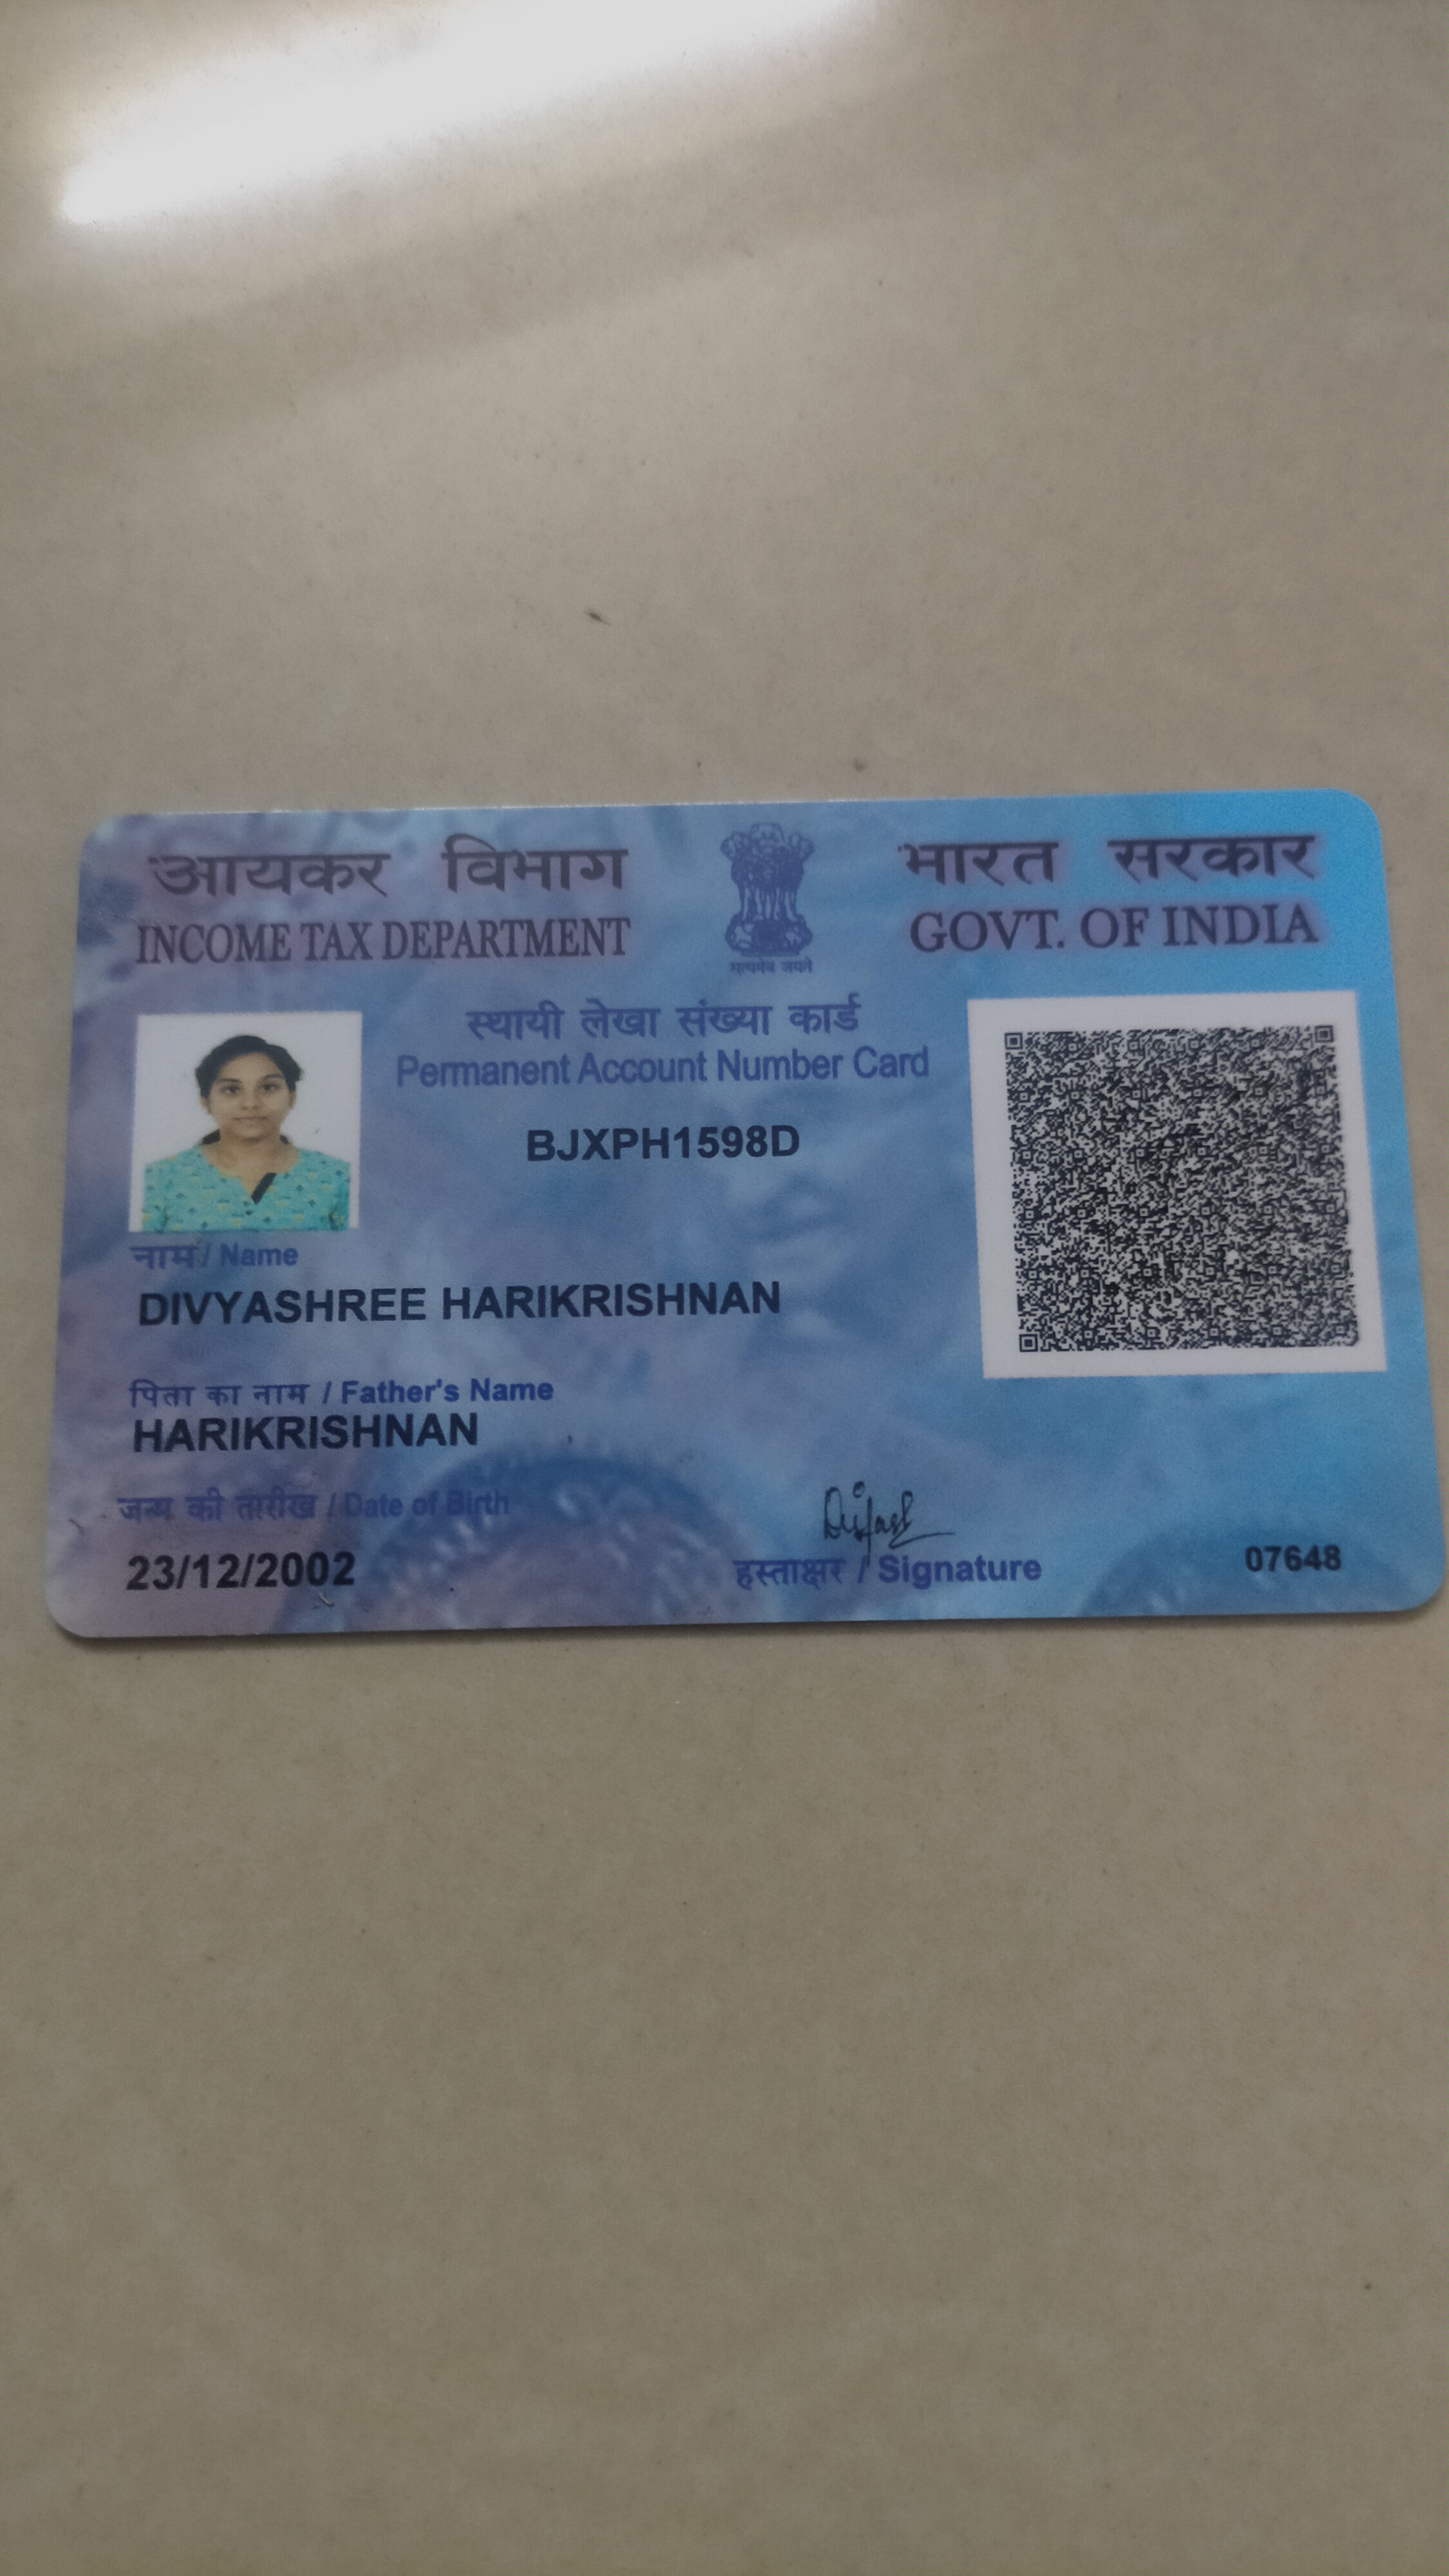 आयकर विभाग
INCOME TAX DEPARTMENT
सत्यमेव जयते
भारत सरकार
GOVT. OF INDIA
स्थायी लेखा संख्या कार्ड
Permanent Account Number Card
BJXPH1598D
नाम / Name
DIVYASHREE HARIKRISHNAN
पिता का नाम / Father's Name
HARIKRISHNAN
जन्म की तारीख / Date of Birth
23/12/2002
हस्ताक्षर / Signature
07648